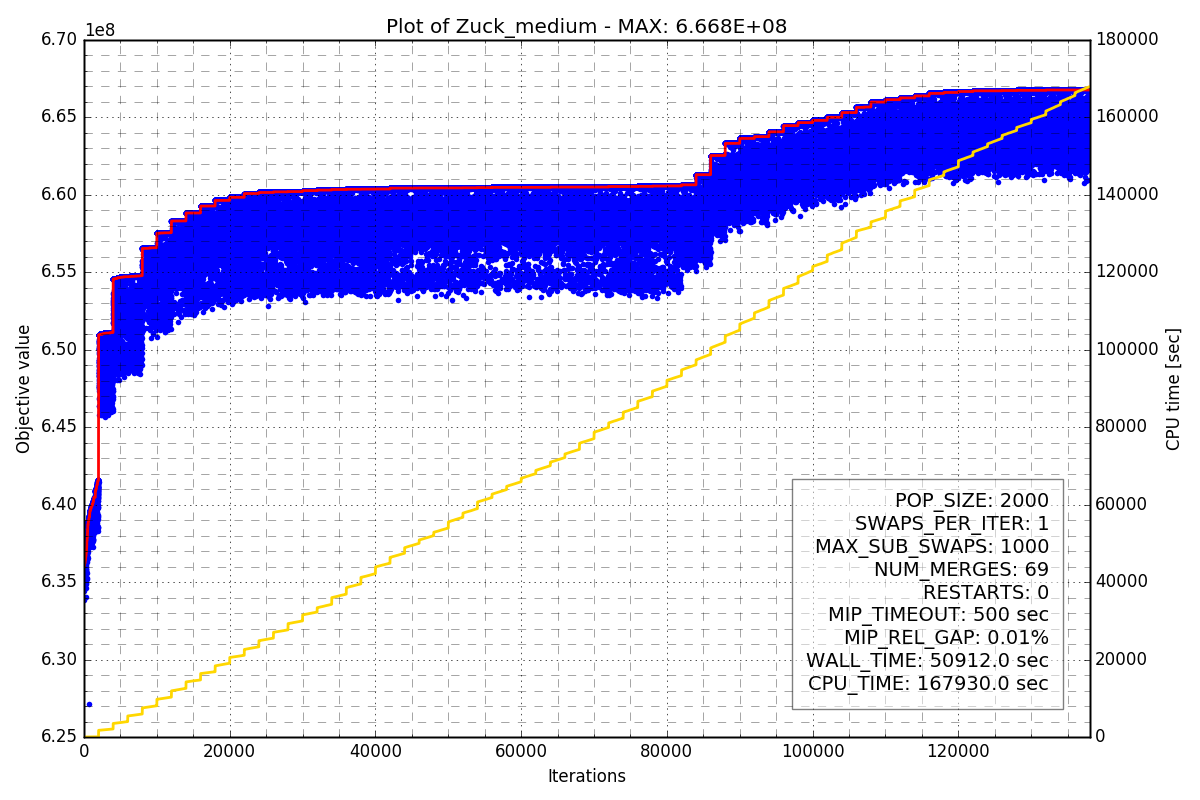 Plot of Zuck_medium - MAX: 6.668E+08
1e8
6.70
6.65
6.60
6.55
6.50
6.45
6.40
6.35
6.30
6.25
Objective value
180000
160000
140000
120000
100000
80000
60000
40000
20000
0
CPU time [sec]
POP_SIZE: 2000
SWAPS_PER_ITER: 1
MAX_SUB_SWAPS: 1000
NUM_MERGES: 69
RESTARTS: 0
MIP_TIMEOUT: 500 sec
MIP_REL_GAP: 0.01%
WALL_TIME: 50912.0 sec
CPU_TIME: 167930.0 sec
0 20000 40000 60000 80000 100000 120000
Iterations